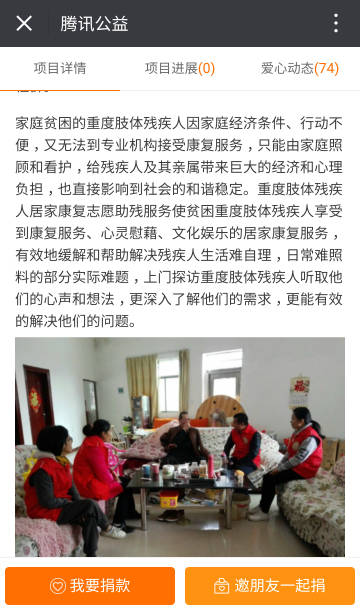 腾讯公益
项目详情 项目进展(0) 爱心动态(74)
家庭贫困的重度肢体残疾人因家庭经济条件、行动不
便，又无法到专业机构接受康复服务，只能由家庭照
顾和看护，给残疾人及其亲属带来巨大的经济和心理
负担，也直接影响到社会的和谐稳定。重度肢体残疾
人居家康复志愿助残服务使贫困重度肢体残疾人享受
到康复服务、心灵慰藉、文化娱乐的居家康复服务，
有效地缓解和帮助解决残疾人生活难自理，日常难照
料的部分实际难题，上门探访重度肢体残疾人听取他
们的心声和想法，更深入了解他们的需求，更能有效
的解决他们的问题。
我要捐款 邀朋友一起捐